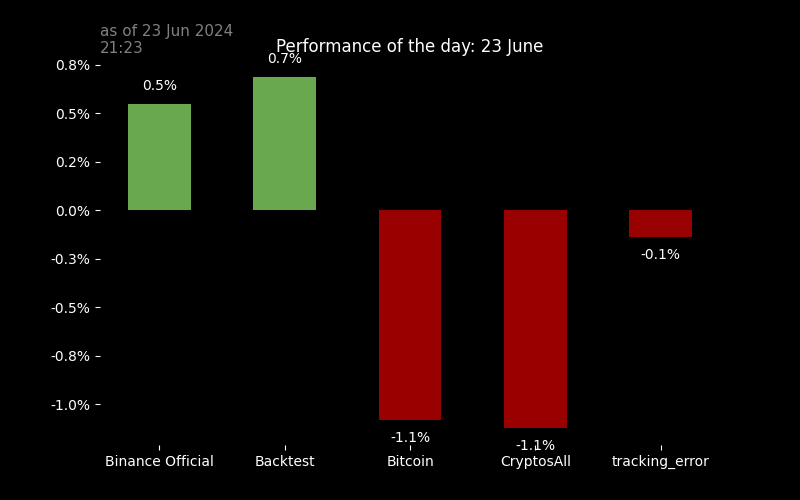 as of 23 Jun 2024
21:23
Performance of the day: 23 June
0.8%
0.5%
0.2%
0.0%
-0.3%
-0.5%
-0.8%
-1.0%
0.5%
0.7%
-1.1%
-1.1%
-0.1%
Binance Official
Backtest
Bitcoin
CryptosAll
tracking_error